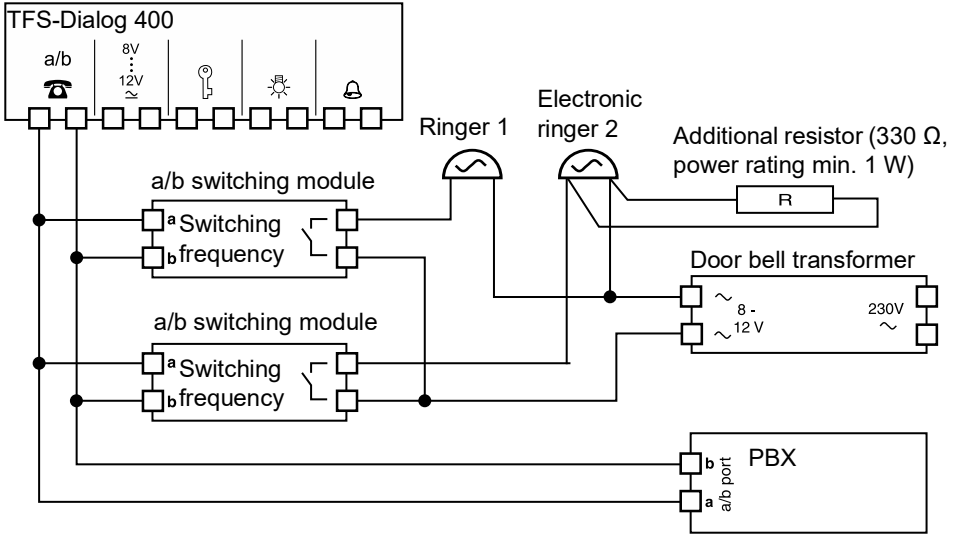 TFS-Dialog 400
a/b
8V
12V
Ringer 1
Electronic
ringer 2
Additional resistor (330 Ω,
power rating min. 1 W)
R
a/b switching module
a Switching
b frequency
Door bell transformer
8 -
12 V
230V
a/b switching module
a Switching
b frequency
PBX
b
a
a/b port